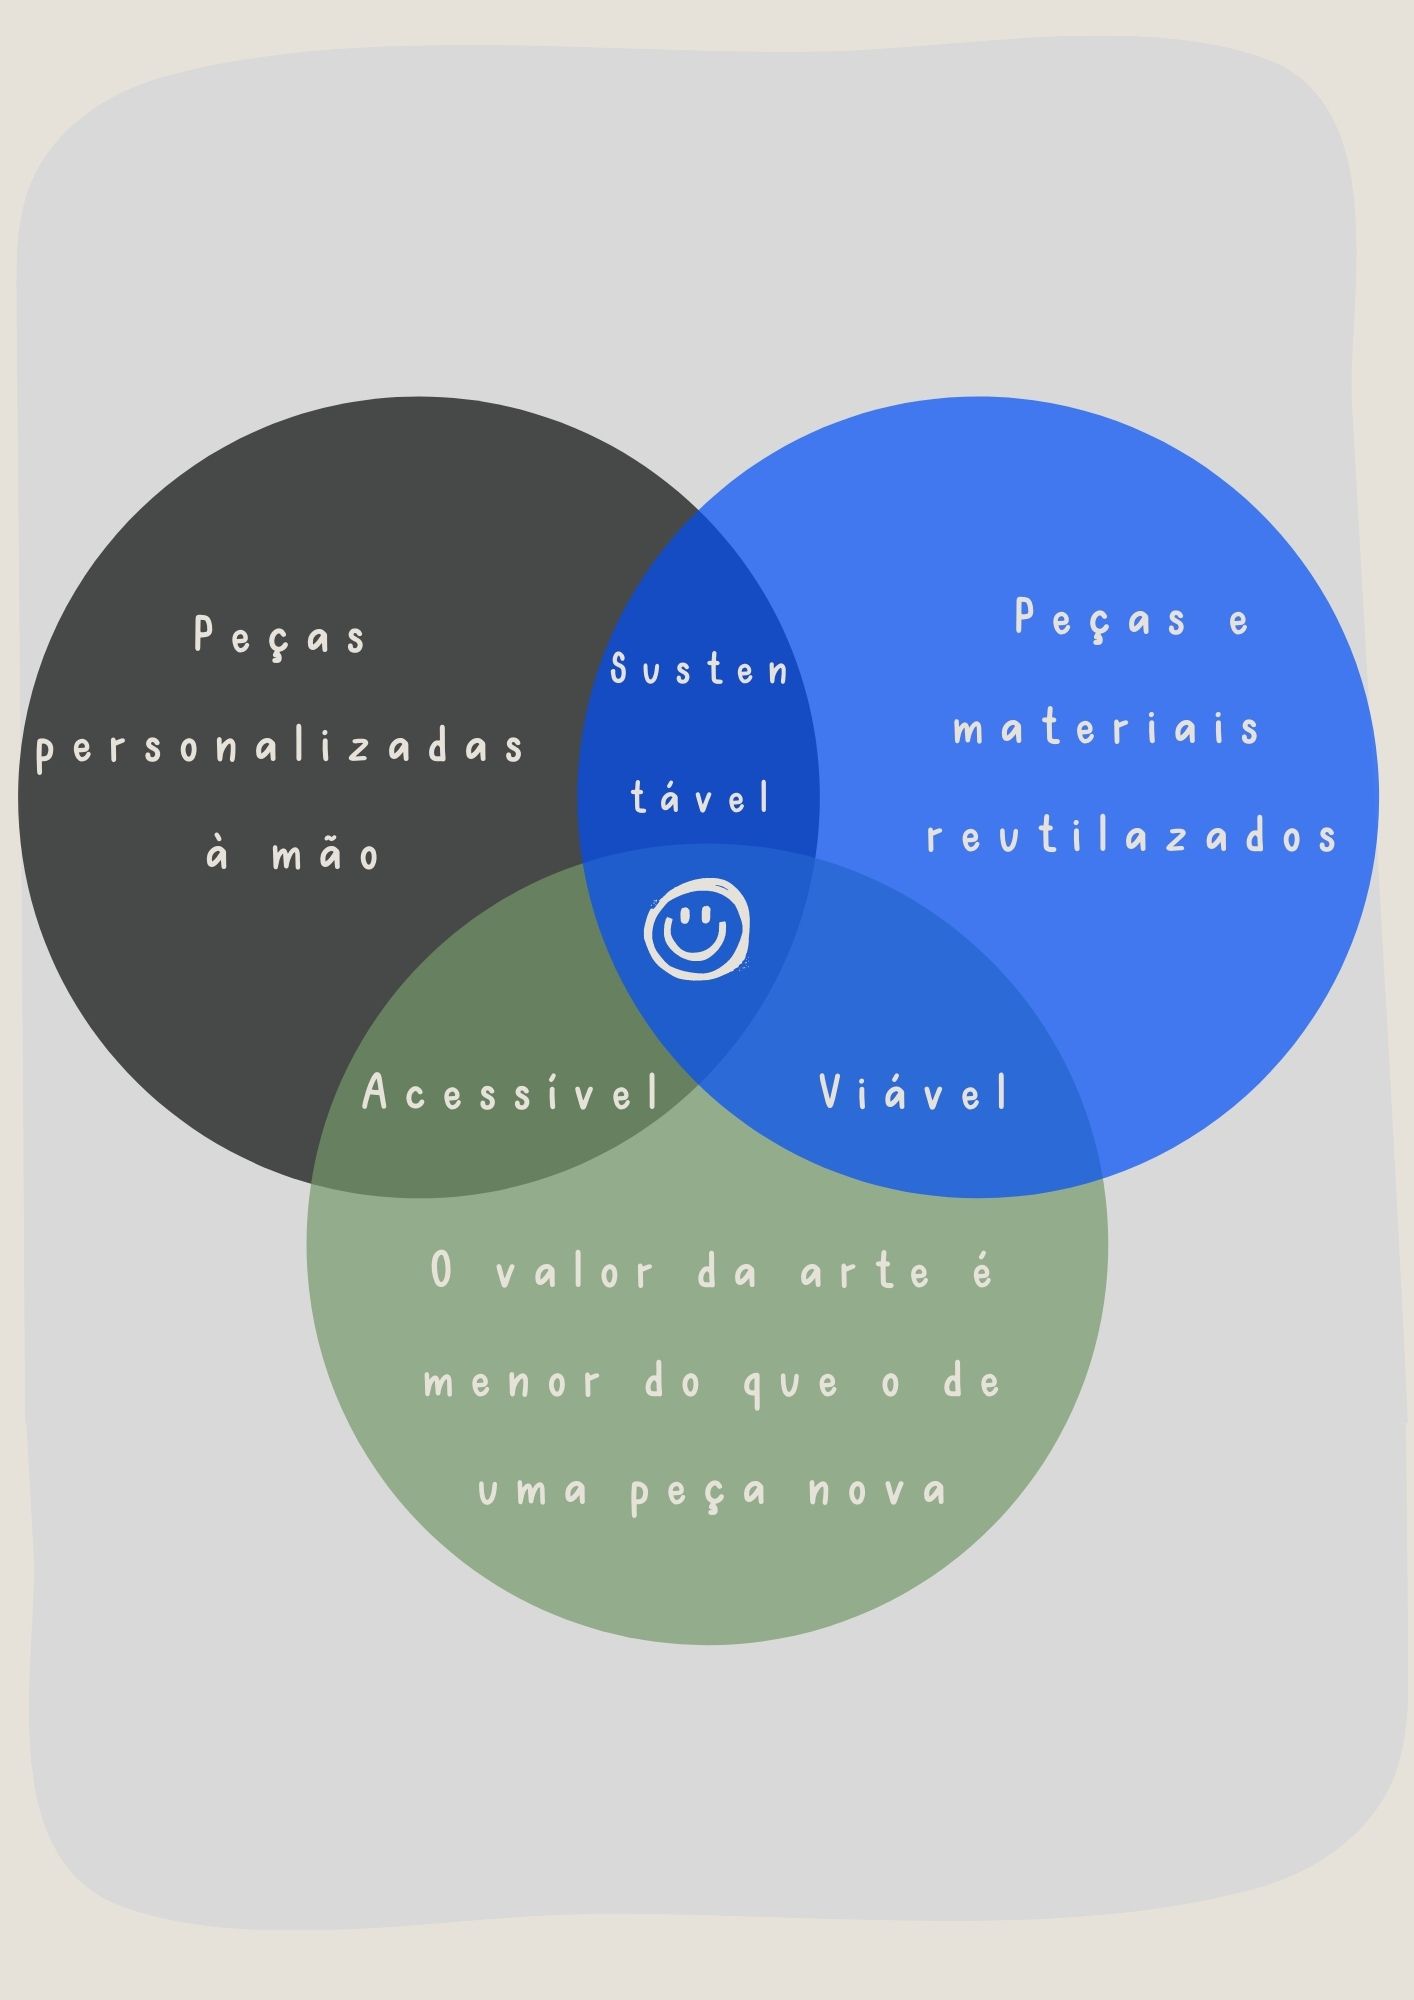 Peças
personalizadas
à mão
Susten
tável
Peças e
materiais
reutilazados
Acessível
Viável
O valor da arte é
menor do que o de
uma peça nova